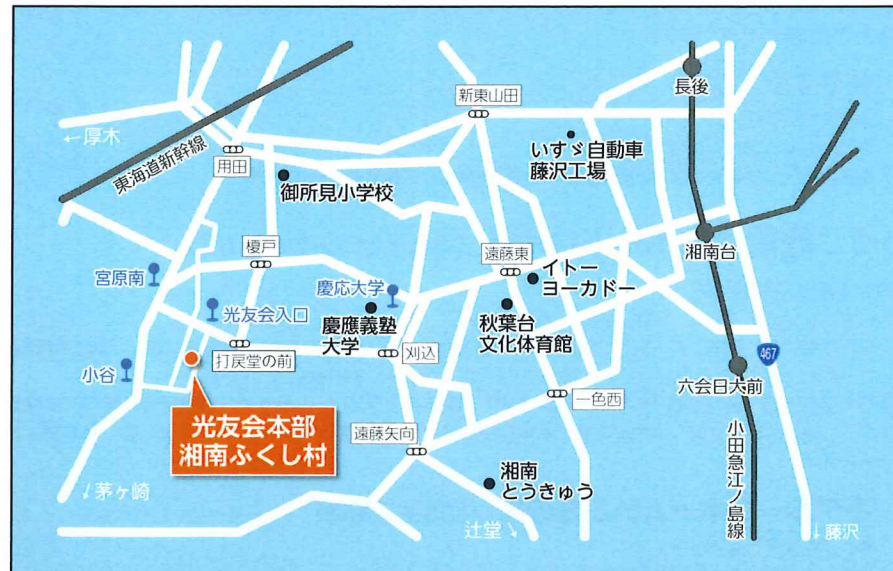 新東山田
長後
←厚木
東海道新幹線
用田
いすゞ自動車
藤沢工場
御所見小学校
湘南台
榎戸
遠藤東
宮原南
イトー
ヨーカドー
慶応大学
光友会入口
慶應義塾
大学
秋葉台
文化体育館
打戻堂の前
刈込
467
小谷
六会日大前
一色西
光友会本部
湘南ふくし村
遠藤矢向
小田急江ノ島線
湘南
とうきゅう
↓茅ヶ崎
辻堂↘
↓藤沢